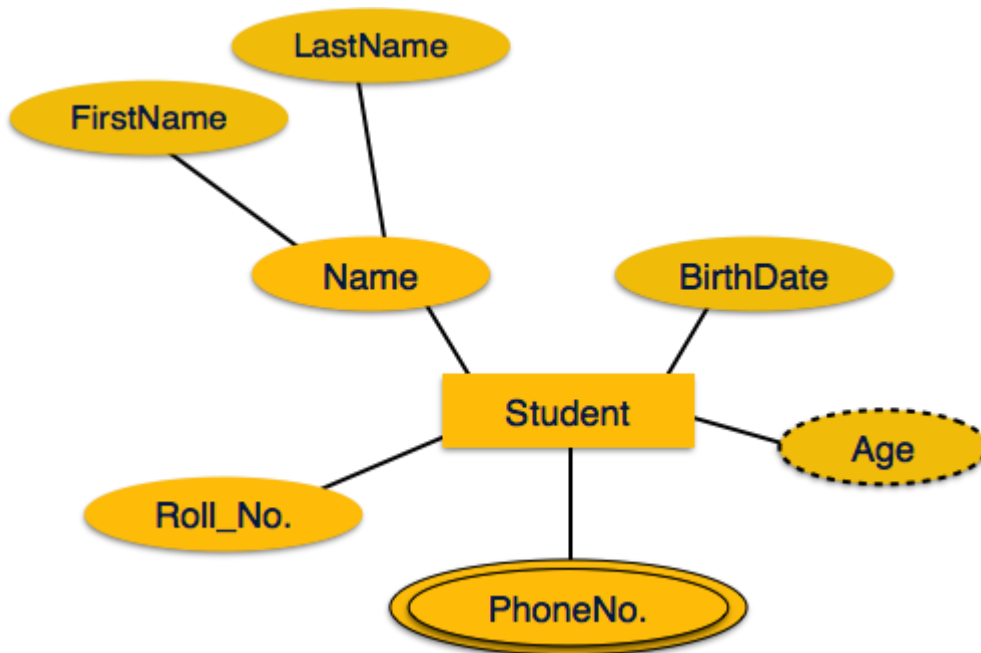 LastName
FirstName
Name
BirthDate
Student
Age
Roll_No.
PhoneNo.